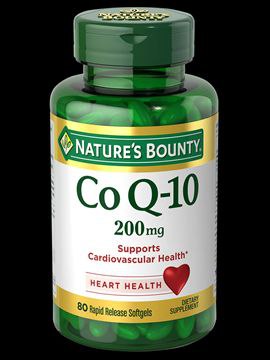 NATURE'S BOUNTY®
Co Q-10
200mg
Supports
Cardiovascular Health*
HEART HEALTH
80 Rapid Release Softgels
DIETARY
SUPPLEMENT